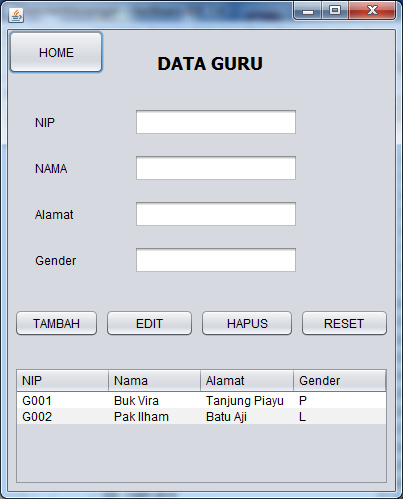 HOME
DATA GURU
NIP
NAMA
Alamat
Gender
TAMBAH EDIT HAPUS RESET
NIP Nama Alamat Gender
G001 Buk Vira Tanjung Piayu P
G002 Pak Ilham Batu Aji L